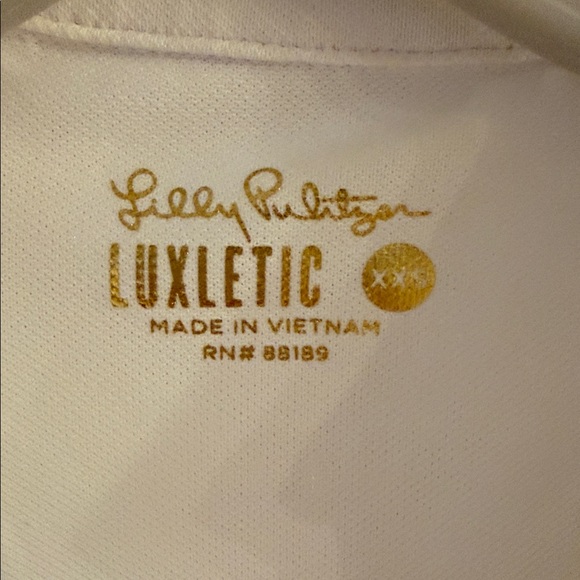 Lilly Pulitzer
LUXLETIC
MADE IN VIETNAM
RN# 88189